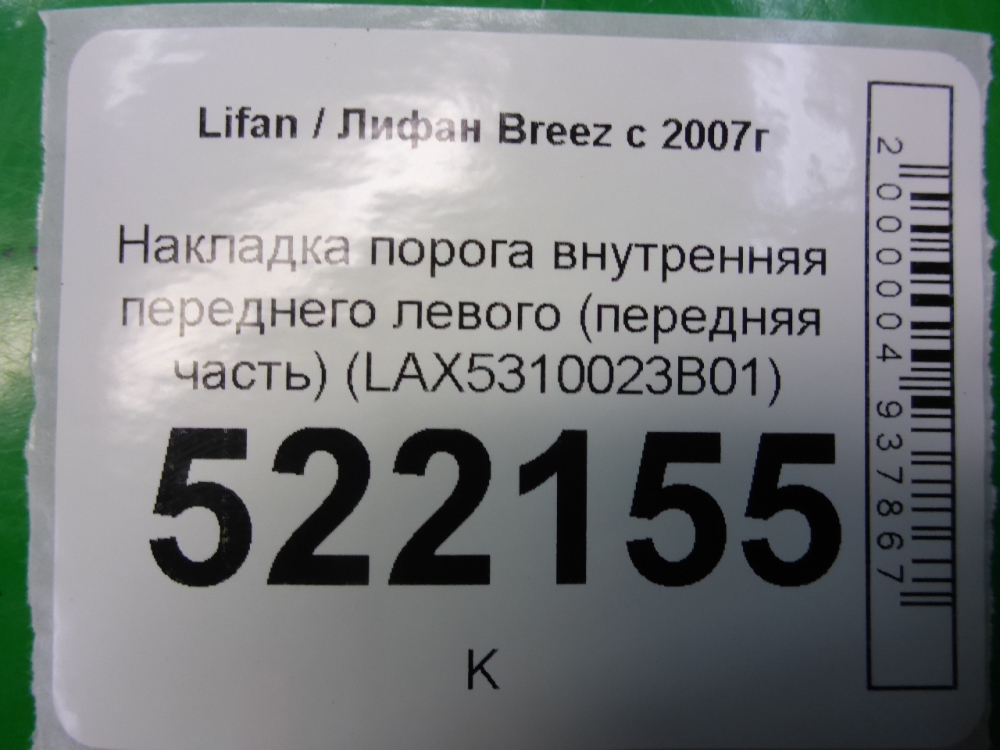 Lifan / Лифан Breez с 2007г
Накладка порога внутренняя
переднего левого (передняя
часть) (LAX5310023B01)
522155
К
2000004937867